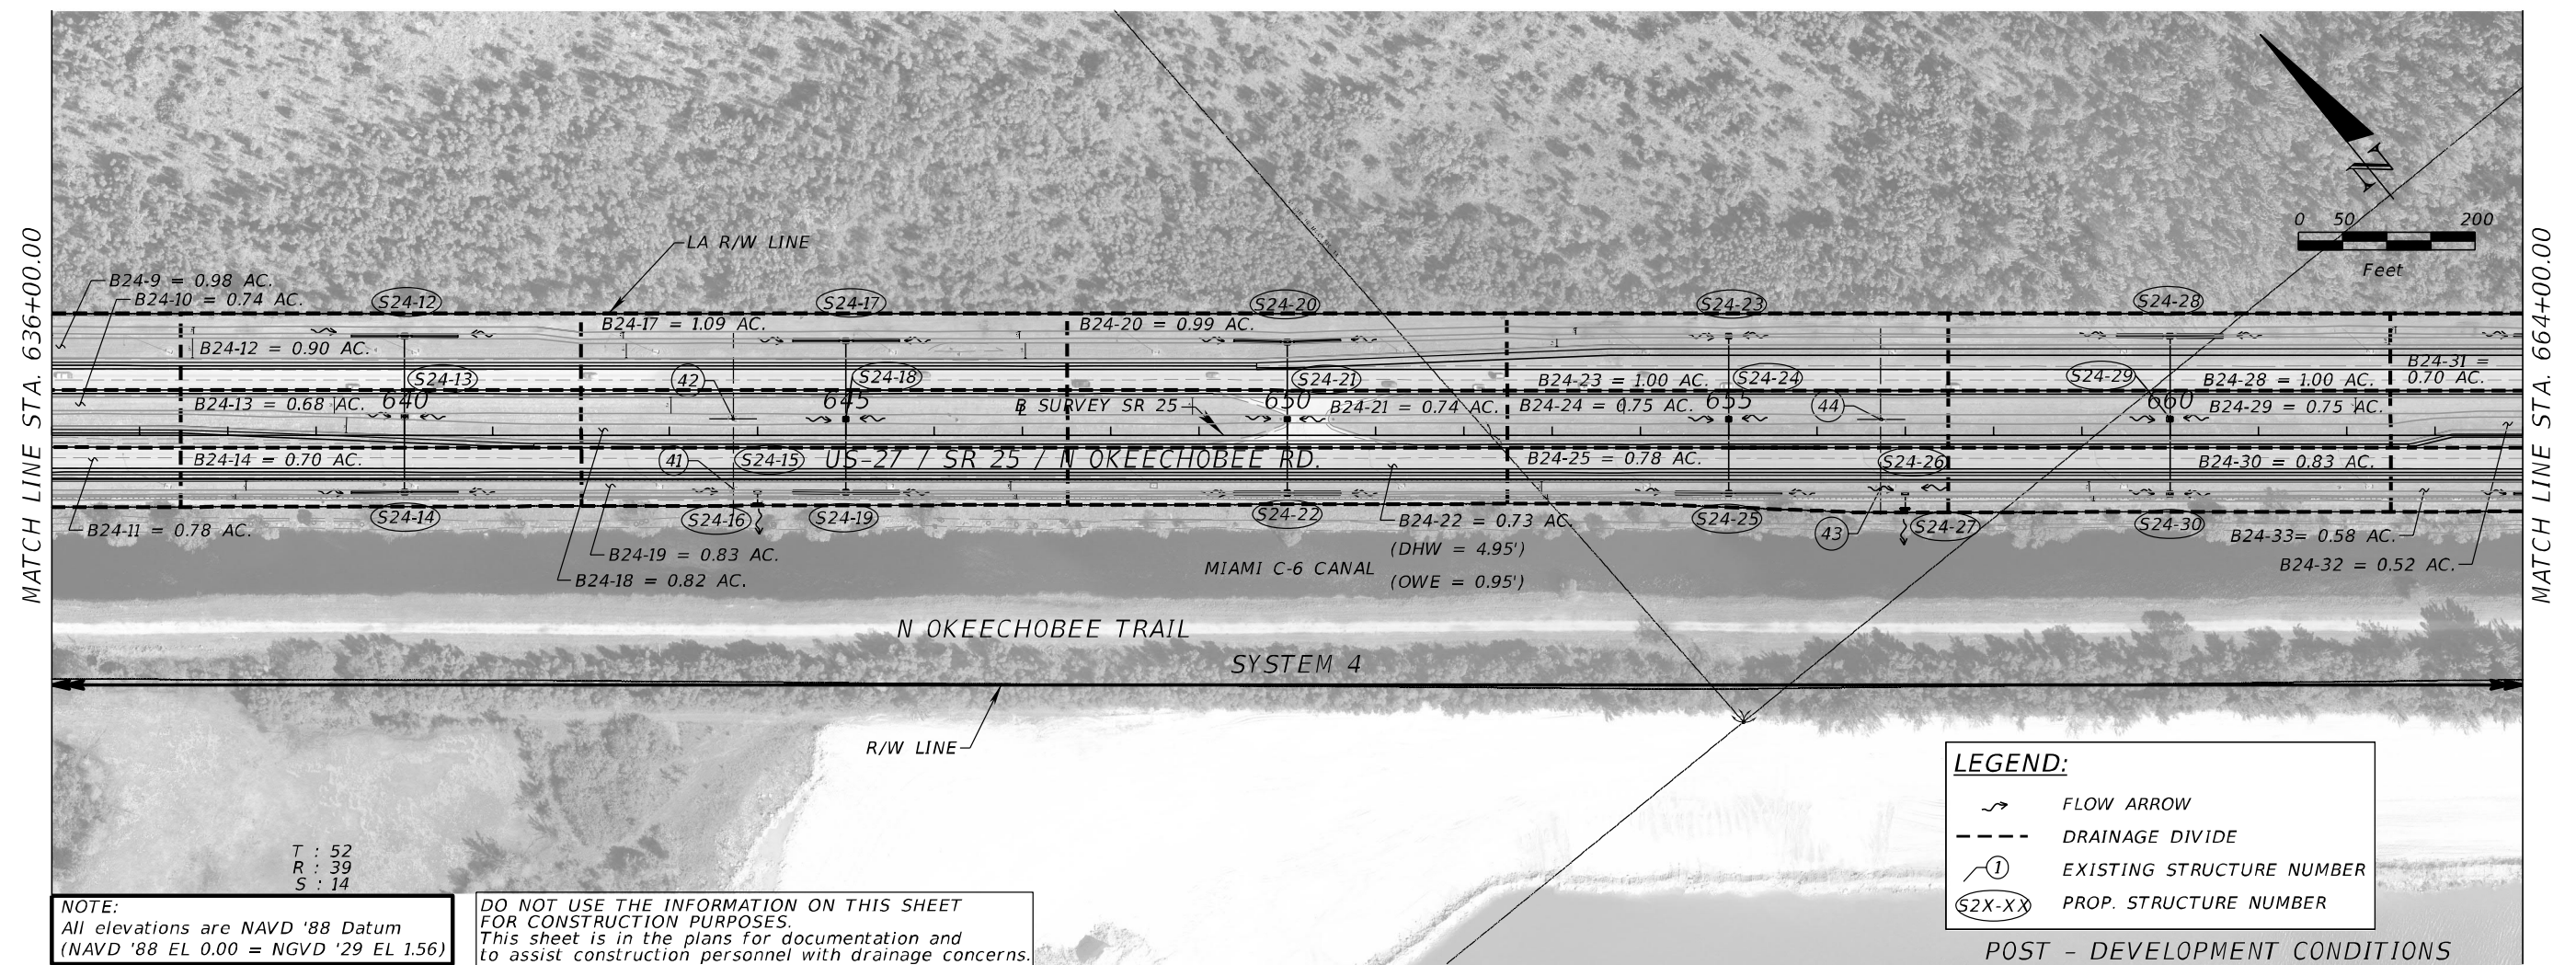 MATCH LINE STA. 636+00.00
MATCH LINE STA. 664+00.00
N
0 50 200
Feet
LA R/W LINE
B24-9 = 0.98 AC.
B24-10 = 0.74 AC.
S24-12
S24-17
S24-20
S24-23
S24-28
B24-17 = 1.09 AC.
B24-20 = 0.99 AC.
B24-12 = 0.90 AC.
B24-31 =
0.70 AC.
S24-13
42
S24-18
S24-21
B24-23 = 1.00 AC.
S24-24
S24-29
B24-28 = 1.00 AC.
B24-13 = 0.68 AC.
640
645
B SURVEY SR 25
650
B24-21 = 0.74 AC.
B24-24 = 0.75 AC.
655
44
660
B24-29 = 0.75 AC.
B24-14 = 0.70 AC.
41
S24-15
US-27 / SR 25 / N OKEECHOBEE RD.
B24-25 = 0.78 AC.
S24-26
B24-30 = 0.83 AC.
B24-11 = 0.78 AC.
S24-14
S24-16
S24-19
S24-22
B24-22 = 0.73 AC.
S24-25
43
S24-27
S24-30
B24-33= 0.58 AC.
B24-19 = 0.83 AC.
(DHW = 4.95')
B24-32 = 0.52 AC.
B24-18 = 0.82 AC.
MIAMI C-6 CANAL
(OWE = 0.95')
N OKEECHOBEE TRAIL
SYSTEM 4
R/W LINE
LEGEND:
FLOW ARROW
DRAINAGE DIVIDE
1 EXISTING STRUCTURE NUMBER
S2X-XX PROP. STRUCTURE NUMBER
T : 52
R : 39
S : 14
NOTE:
All elevations are NAVD '88 Datum
(NAVD '88 EL 0.00 = NGVD '29 EL 1.56)
DO NOT USE THE INFORMATION ON THIS SHEET
FOR CONSTRUCTION PURPOSES.
This sheet is in the plans for documentation and
to assist construction personnel with drainage concerns.
POST - DEVELOPMENT CONDITIONS